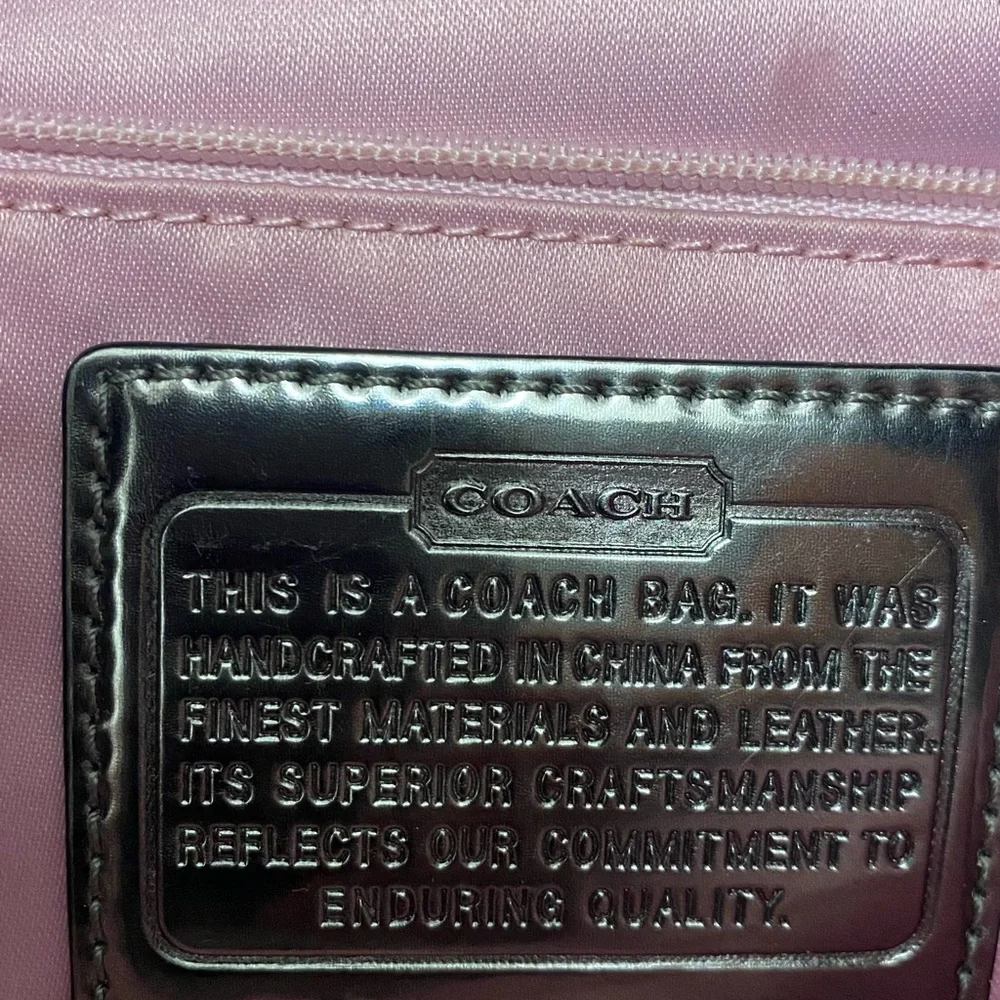 COACH
THIS IS A COACH BAG. IT WAS
HANDCRAFTED IN CHINA FROM THE
FINEST MATERIALS AND LEATHER.
ITS SUPERIOR CRAFTSMANSHIP
REFLECTS OUR COMMITMENT TO
ENDURING QUALITY.